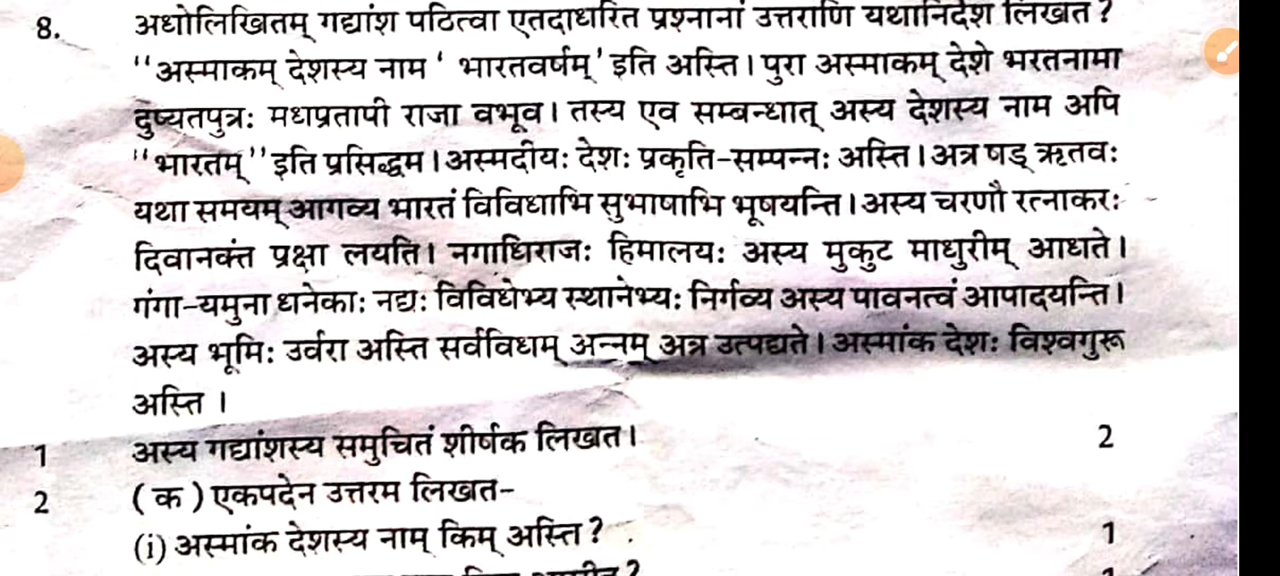 8. अधोलिखितम् गद्यांश पठित्वा एतदाधारित प्रश्नानां उत्तराणि यथानिर्देश लिखत ?
"अस्माकम् देशस्य नाम ' भारतवर्षम्' इति अस्ति। पुरा अस्माकम् देशे भरतनामा
दुष्यतपुत्रः मधप्रतापी राजा वभूव। तस्य एव सम्बन्धात् अस्य देशस्य नाम अपि
"भारतम्" इति प्रसिद्धम। अस्मदीयः देशः प्रकृति-सम्पन्नः अस्ति। अत्र षड् ऋतवः
यथा समयम् आगव्य भारतं विविधाभि सुभाषाभि भूषयन्ति। अस्य चरणौ रत्नाकरः
दिवानक्तं प्रक्षा लयति। नगाधिराजः हिमालयः अस्य मुकुट माधुरीम् आधते।
गंगा-यमुना धनेकाः नद्यः विविधेभ्य स्थानेभ्यः निर्गव्य अस्य पावनत्वं आपादयन्ति।
अस्य भूमिः उर्वरा अस्ति सर्वविधम् अन्नम् अत्र उत्पद्यते। अस्मांक देशः विश्वगुरू
अस्ति ।
1 अस्य गद्यांशस्य समुचितं शीर्षक लिखत। 2
2 (क) एकपदेन उत्तरम लिखत-
(i) अस्मांक देशस्य नाम् किम् अस्ति ? 1